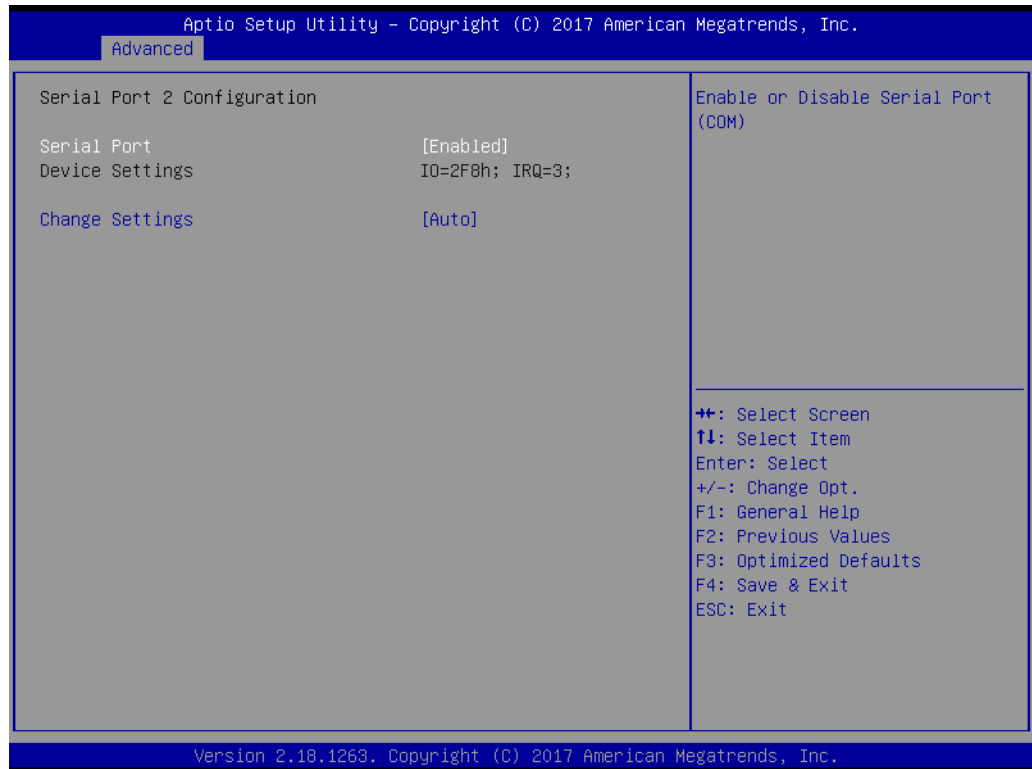 Aptio Setup Utility – Copyright (C) 2017 American Megatrends, Inc.
Advanced
Serial Port 2 Configuration
Serial Port [Enabled]
Device Settings IO=2F8h; IRQ=3;
Change Settings [Auto]
Enable or Disable Serial Port
(COM)
→←: Select Screen
↑↓: Select Item
Enter: Select
+/-: Change Opt.
F1: General Help
F2: Previous Values
F3: Optimized Defaults
F4: Save & Exit
ESC: Exit
Version 2.18.1263. Copyright (C) 2017 American Megatrends, Inc.